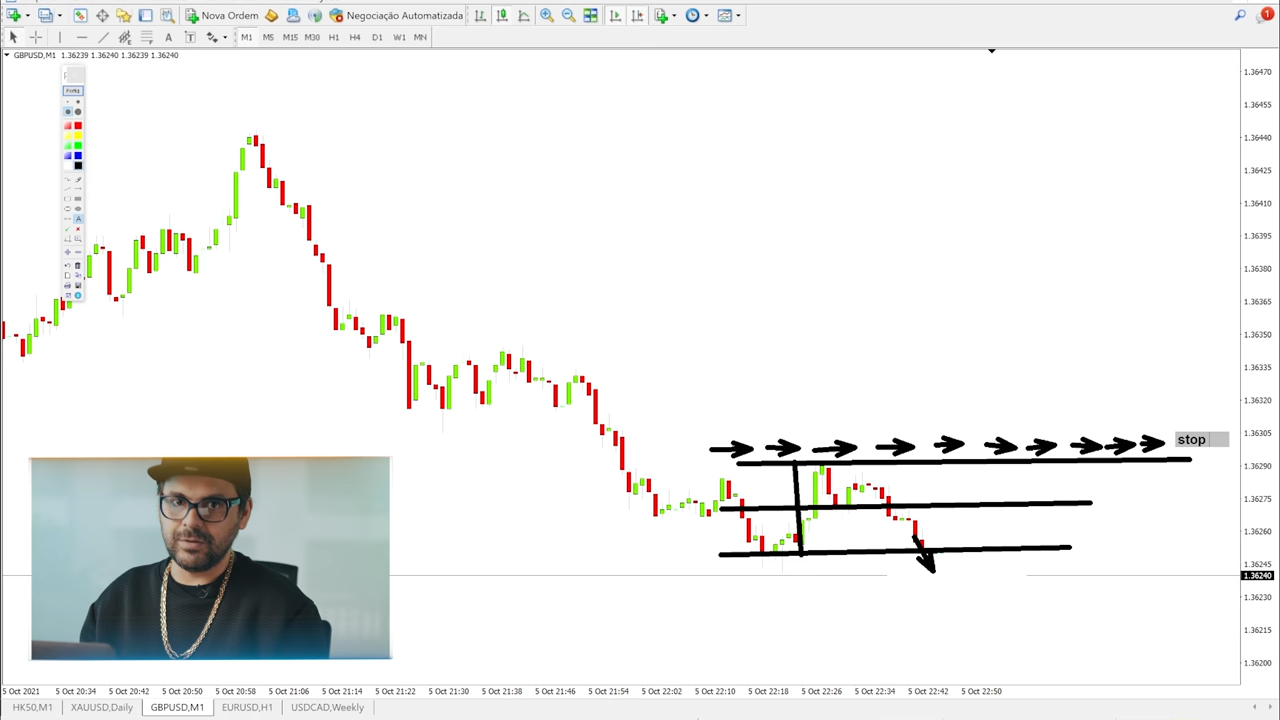 Nova Ordem
Negociação Automatizada
1
A
T
M1 M5 M15 M30 H1 H4 D1 W1 MN
GBPUSD,M1 1.36239 1.36240 1.36239 1.36240
A
1.36470
1.36455
1.36440
1.36425
1.36410
1.36395
1.36380
1.36365
1.36350
1.36335
1.36320
1.36305
1.36290
1.36275
1.36260
1.36245
1.36240
1.36230
1.36215
1.36200
stop
5 Oct 2021 5 Oct 20:34 5 Oct 20:42 5 Oct 20:50 5 Oct 20:58 5 Oct 21:06 5 Oct 21:14 5 Oct 21:22 5 Oct 21:30 5 Oct 21:38 5 Oct 21:46 5 Oct 21:54 5 Oct 22:02 5 Oct 22:10 5 Oct 22:18 5 Oct 22:26 5 Oct 22:34 5 Oct 22:42 5 Oct 22:50
HK50,M1 XAUUSD,Daily GBPUSD,M1 EURUSD,H1 USDCAD,Weekly